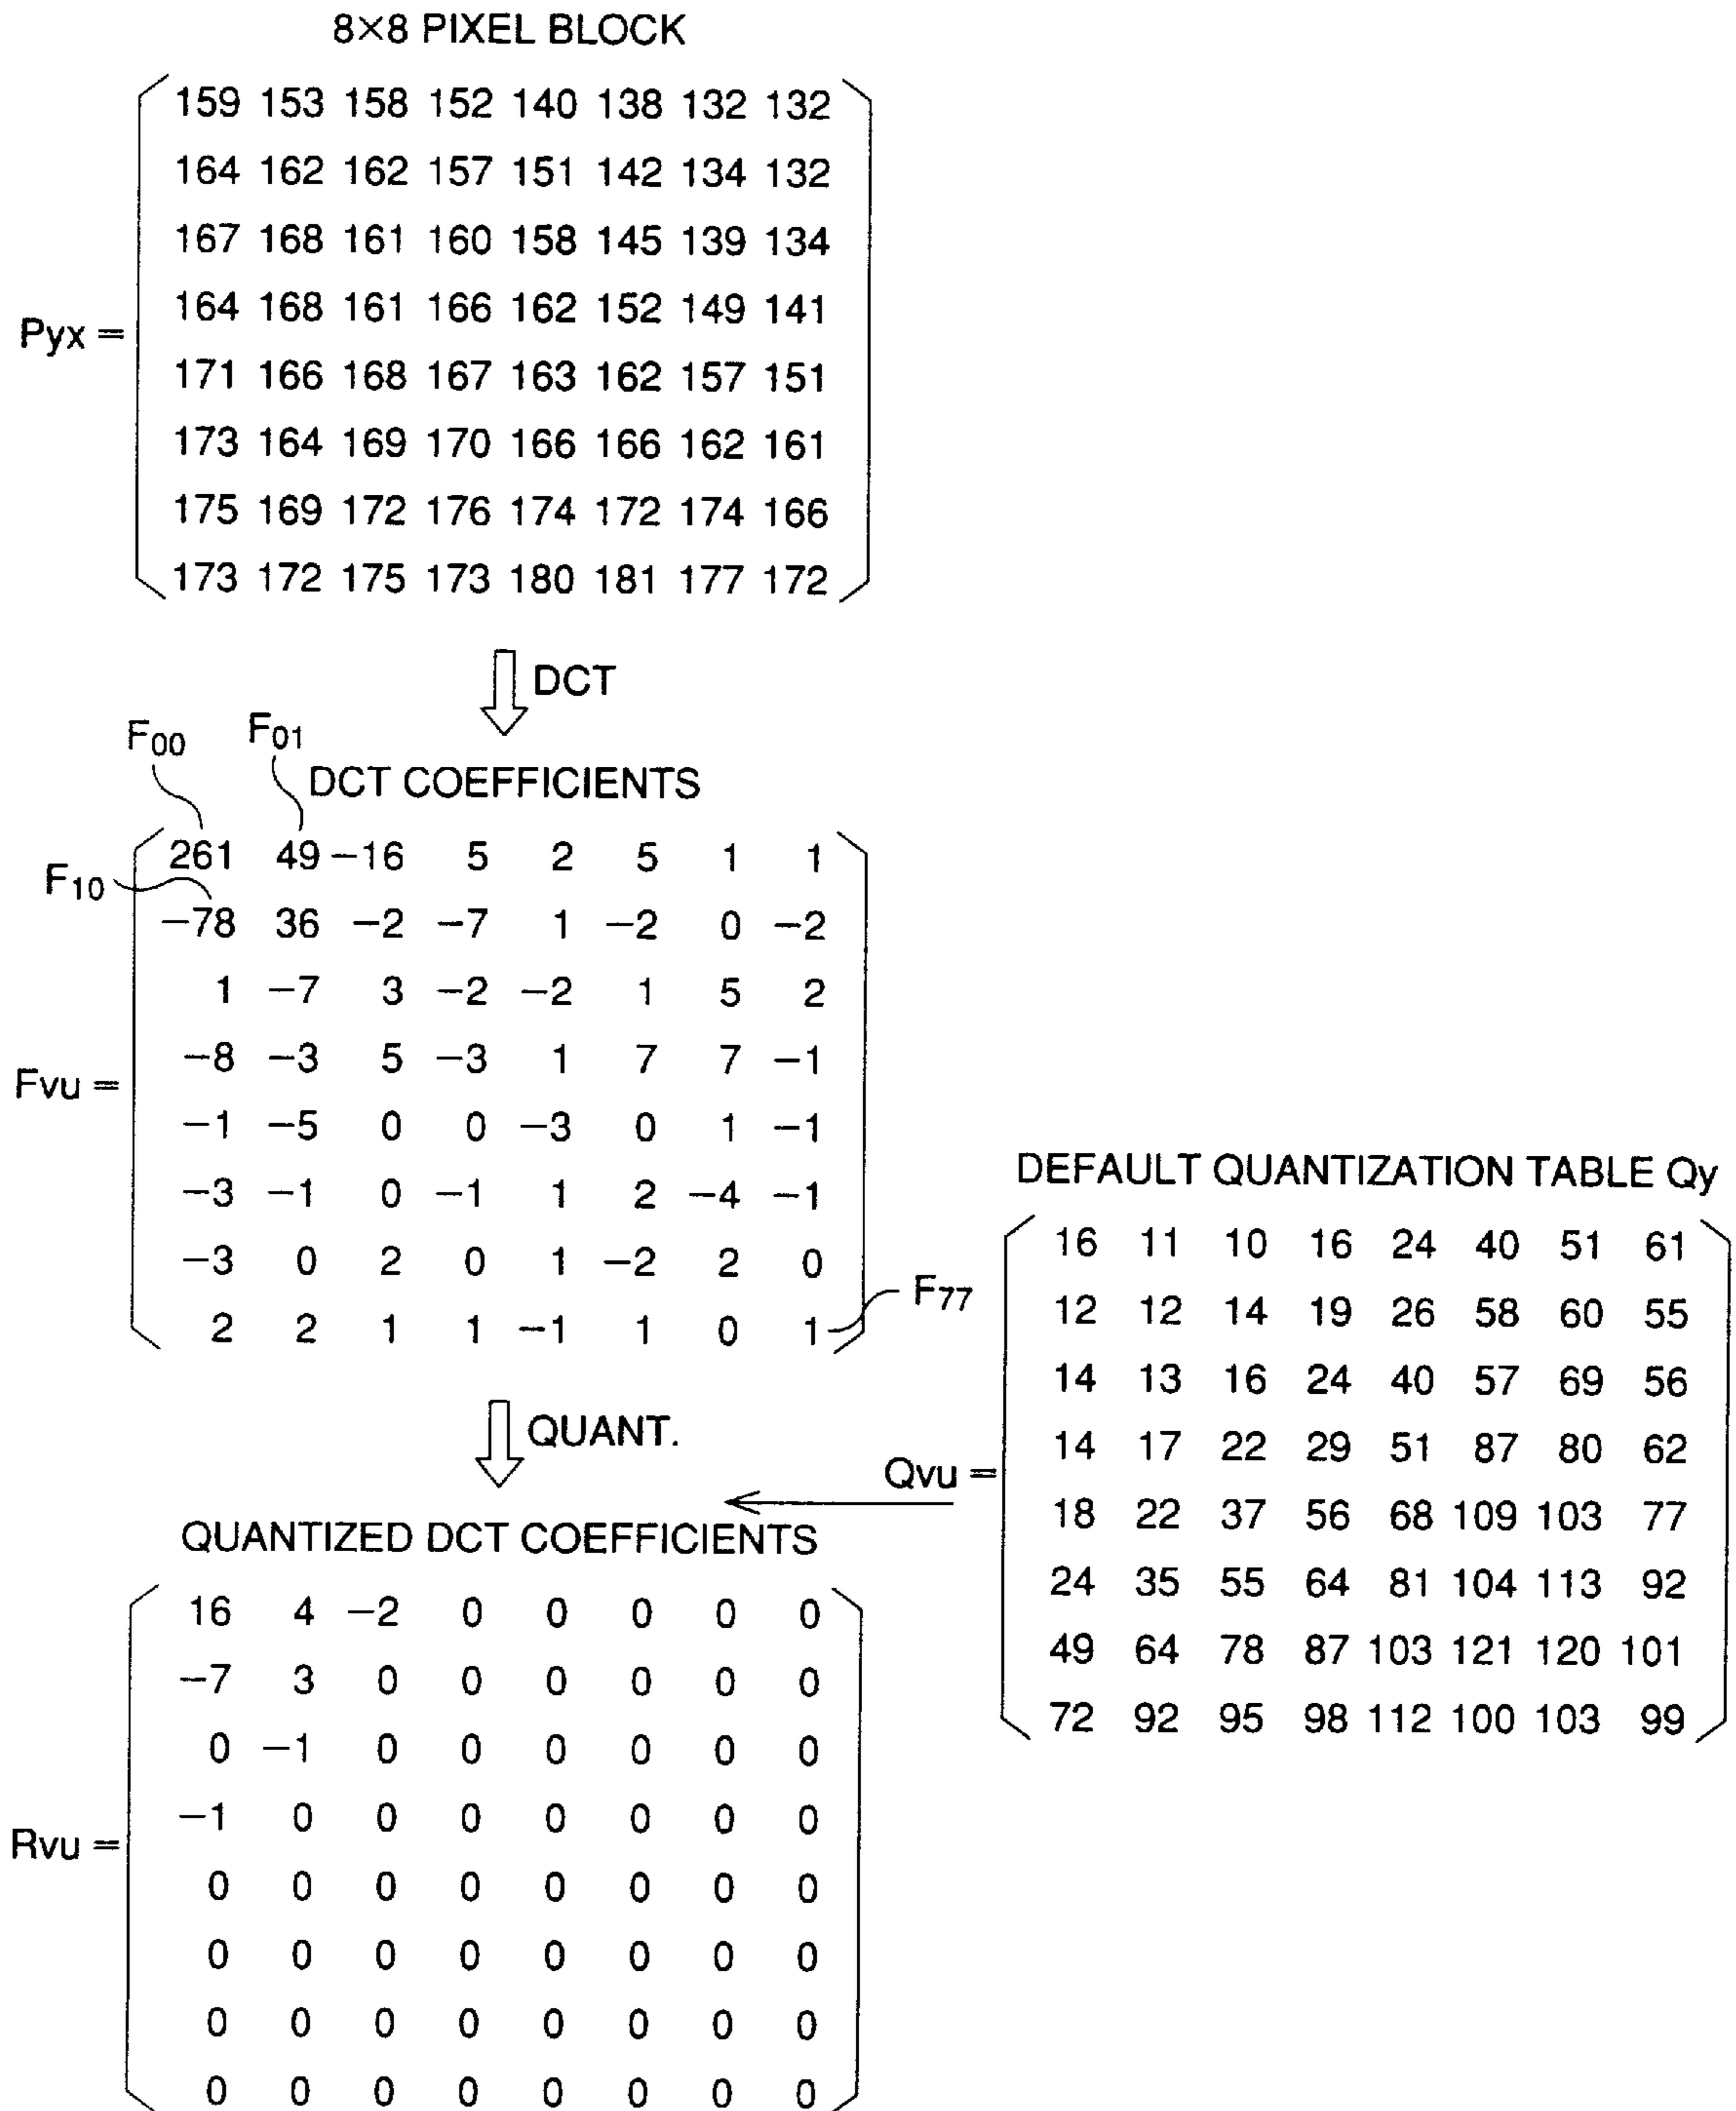 8×8 PIXEL BLOCK
159 153 158 152 140 138 132 132
164 162 162 157 151 142 134 132
167 168 161 160 158 145 139 134
164 168 161 166 162 152 149 141
Pyx =
171 166 168 167 163 162 157 151
173 164 169 170 166 166 162 161
175 169 172 176 174 172 174 166
173 172 175 173 180 181 177 172
DCT
F00 F01
DCT COEFFICIENTS
261 49 −16 5 2 5 1 1
F10
−78 36 −2 −7 1 −2 0 −2
1 −7 3 −2 −2 1 5 2
−8 −3 5 −3 1 7 7 −1
Fvu =
−1 −5 0 0 −3 0 1 −1
−3 −1 0 −1 1 2 −4 −1
−3 0 2 0 1 −2 2 0
F77
2 2 1 1 −1 1 0 1
QUANT.
DEFAULT QUANTIZATION TABLE Qy
16 11 10 16 24 40 51 61
12 12 14 19 26 58 60 55
14 13 16 24 40 57 69 56
14 17 22 29 51 87 80 62
Qvu =
18 22 37 56 68 109 103 77
24 35 55 64 81 104 113 92
49 64 78 87 103 121 120 101
72 92 95 98 112 100 103 99
QUANTIZED DCT COEFFICIENTS
16 4 −2 0 0 0 0 0
−7 3 0 0 0 0 0 0
0 −1 0 0 0 0 0 0
−1 0 0 0 0 0 0 0
Rvu =
0 0 0 0 0 0 0 0
0 0 0 0 0 0 0 0
0 0 0 0 0 0 0 0
0 0 0 0 0 0 0 0